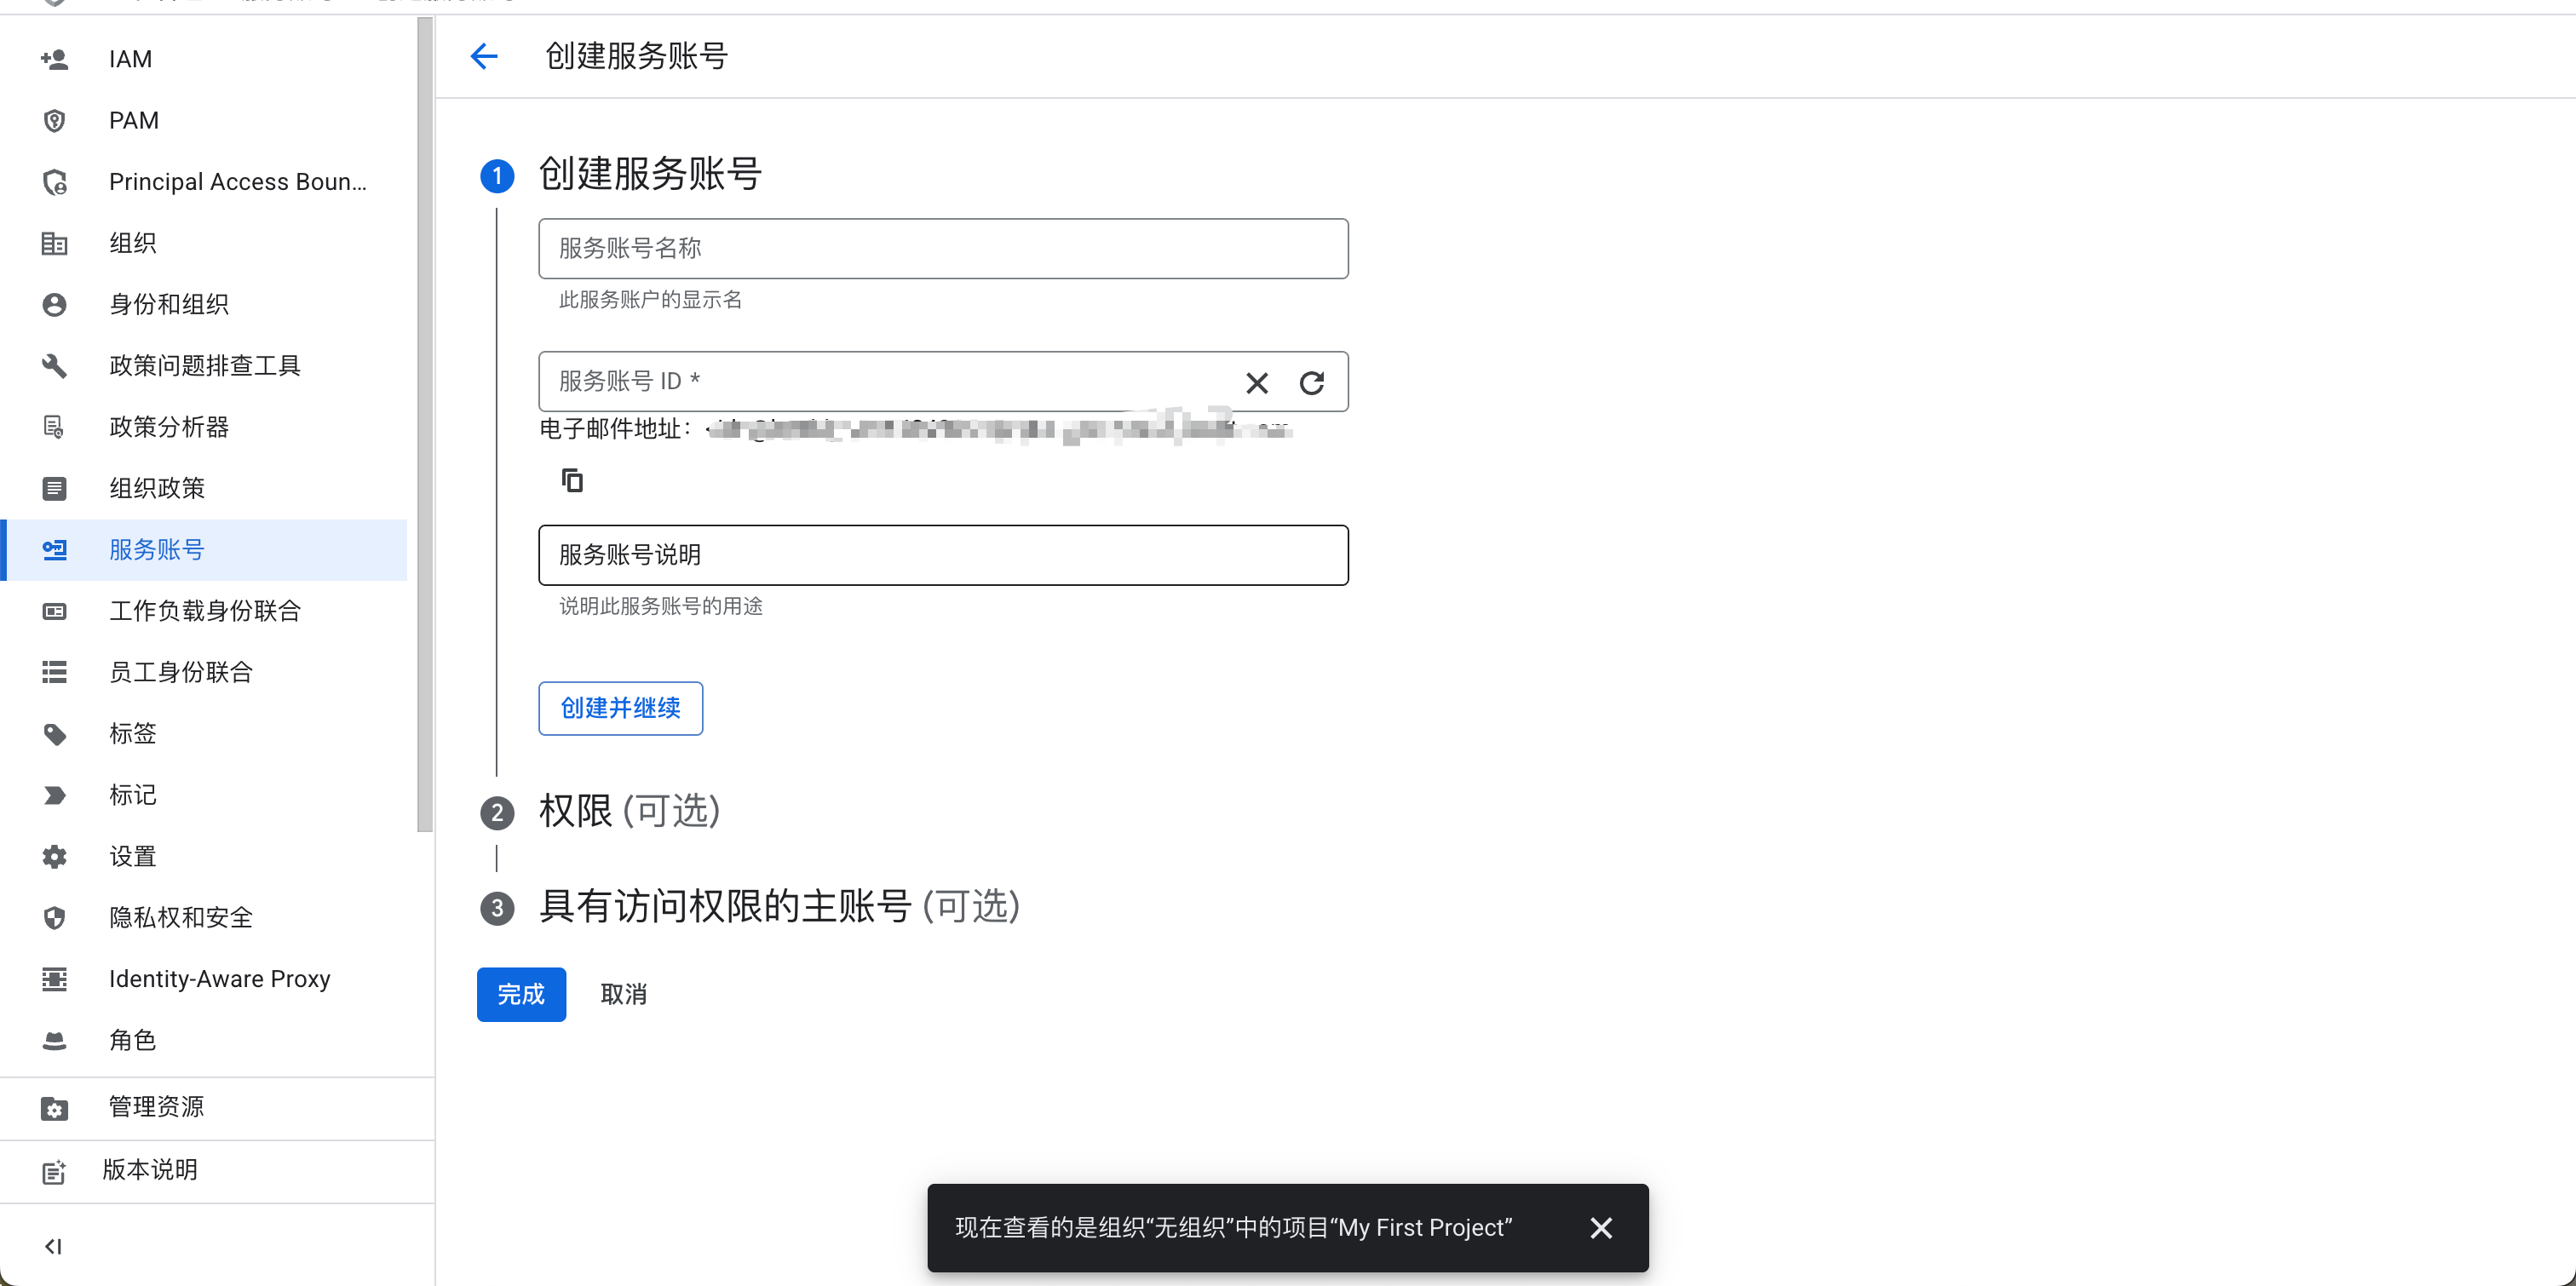 IAM
PAM
Principal Access Boun...
组织
身份和组织
政策问题排查工具
政策分析器
组织政策
服务账号
工作负载身份联合
员工身份联合
标签
标记
设置
隐私权和安全
Identity-Aware Proxy
角色
管理资源
版本说明
创建服务账号
1 创建服务账号
服务账号名称
此服务账户的显示名
服务账号 ID *
电子邮件地址：
服务账号说明
说明此服务账号的用途
创建并继续
2 权限 (可选)
3 具有访问权限的主账号 (可选)
完成 取消
现在查看的是组织“无组织”中的项目“My First Project”